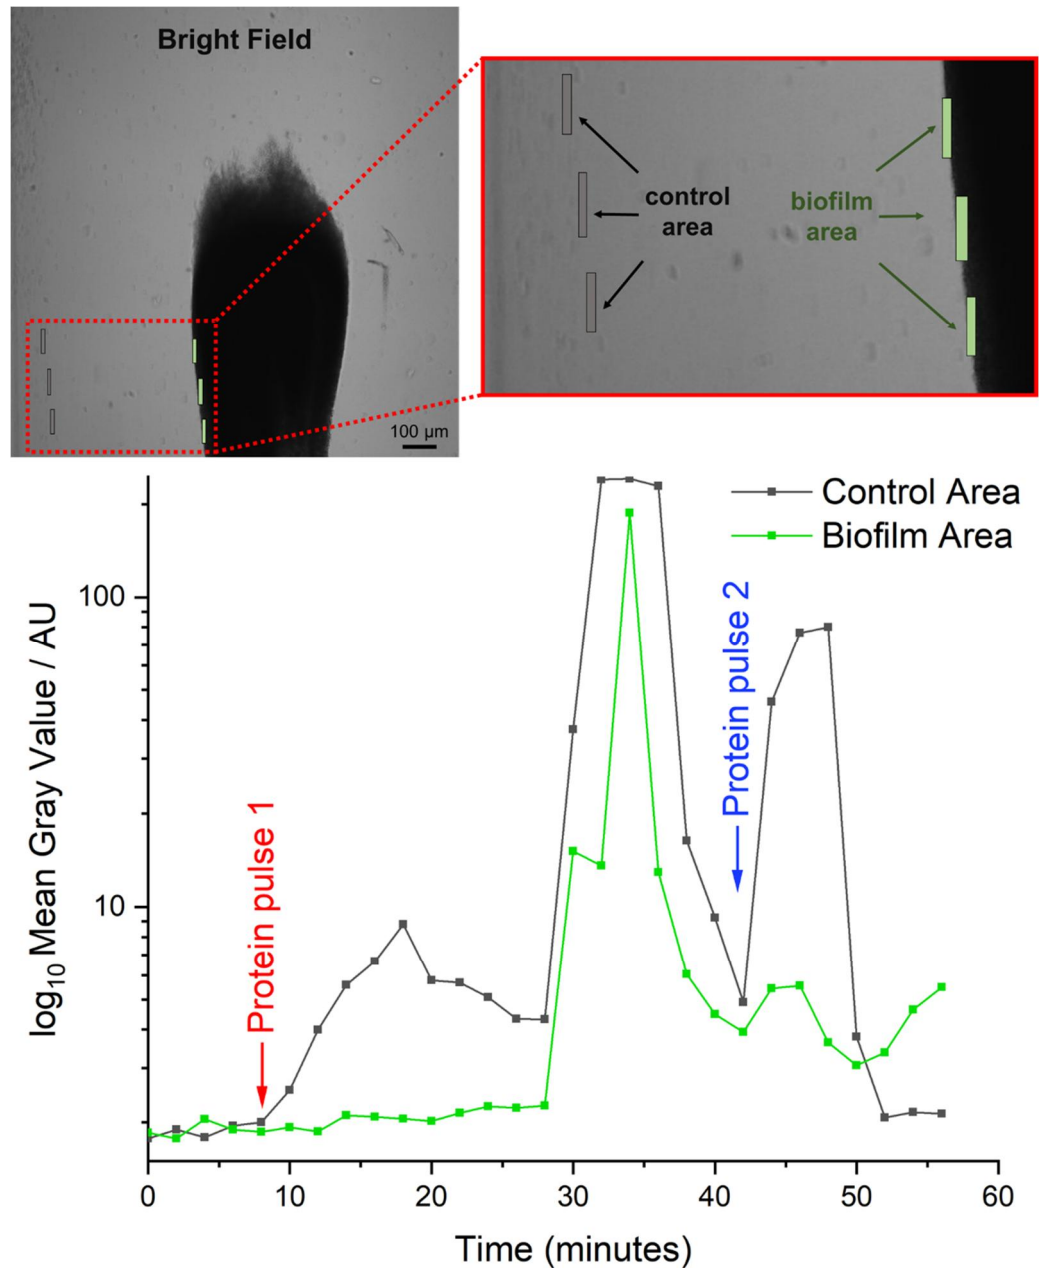 Bright Field
control
area
biofilm
area
100 µm
Control Area
Biofilm Area
log10 Mean Gray Value / AU
100
10
Protein pulse 1
Protein pulse 2
0
10
20
30
40
50
60
Time (minutes)